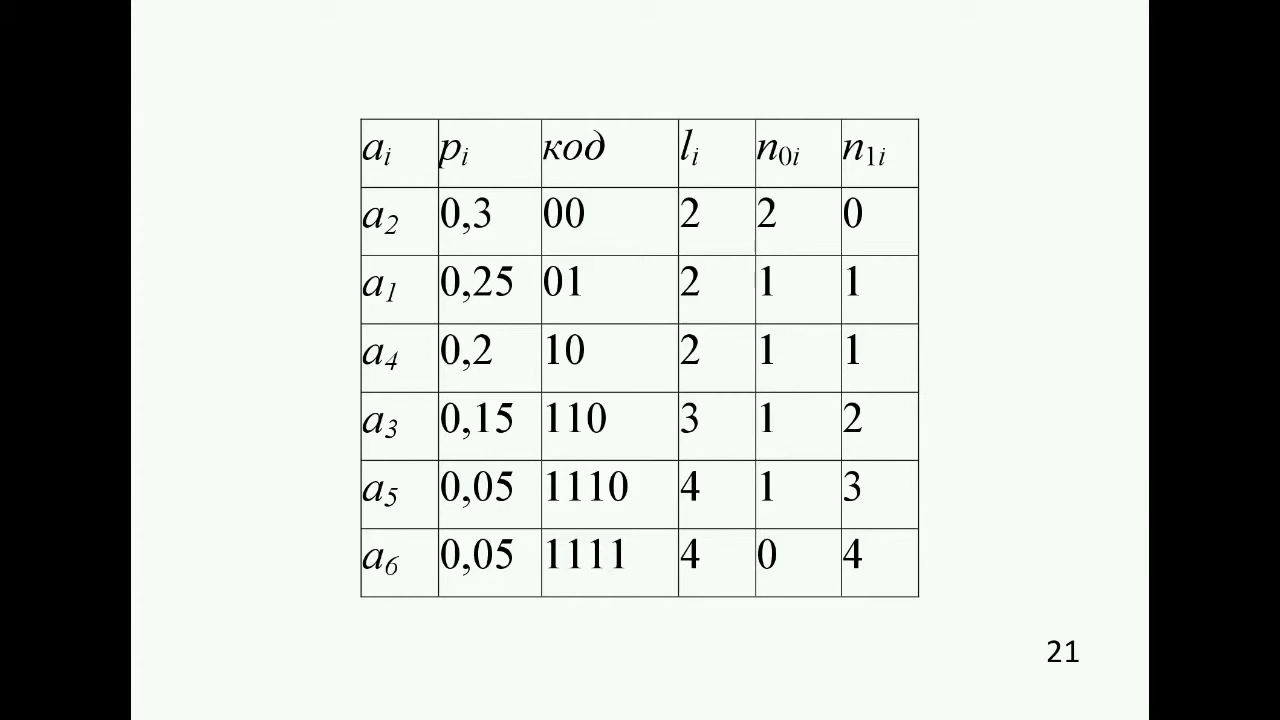 aᵢ pᵢ код lᵢ n₀ᵢ n₁ᵢ
a₂ 0,3 00 2 2 0
a₁ 0,25 01 2 1 1
a₄ 0,2 10 2 1 1
a₃ 0,15 110 3 1 2
a₅ 0,05 1110 4 1 3
a₆ 0,05 1111 4 0 4
21